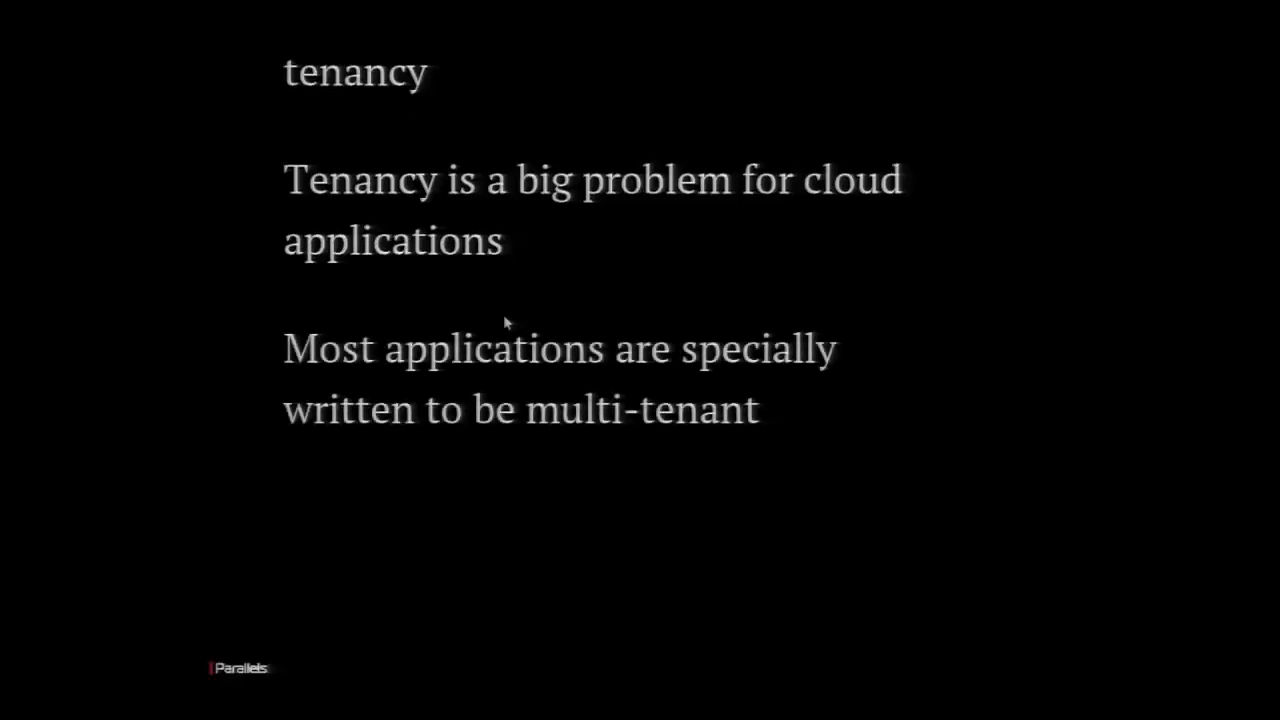 tenancy
Tenancy is a big problem for cloud
applications
Most applications are specially
written to be multi-tenant
Parallels